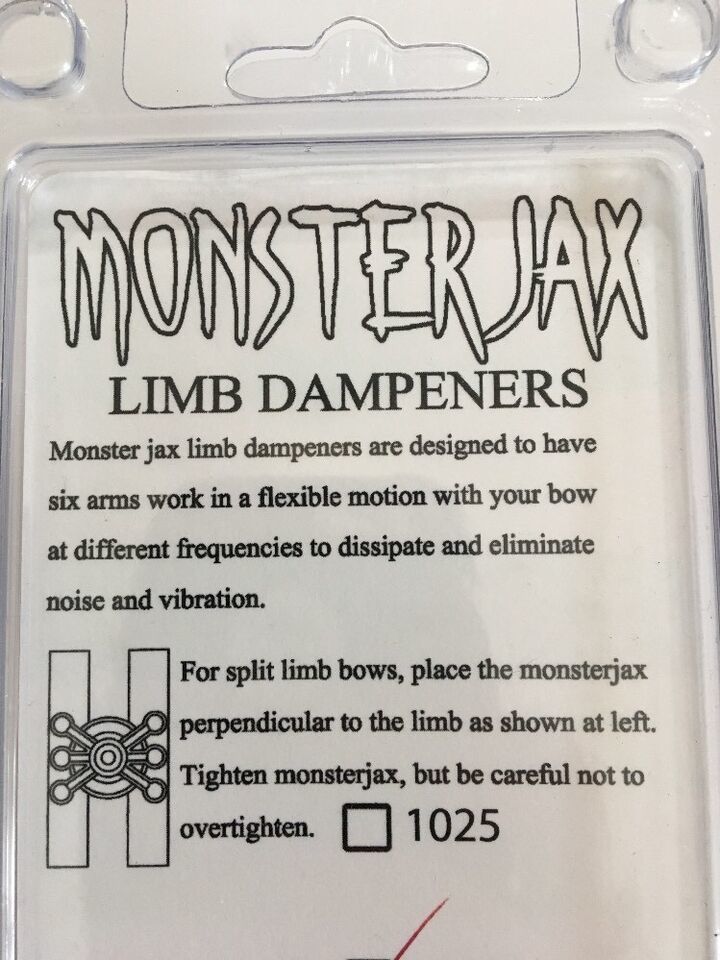 MONSTER JAX
LIMB DAMPENERS
Monster jax limb dampeners are designed to have
six arms work in a flexible motion with your bow
at different frequencies to dissipate and eliminate
noise and vibration.
For split limb bows, place the monsterjax
perpendicular to the limb as shown at left.
Tighten monsterjax, but be careful not to
overtighten. 1025